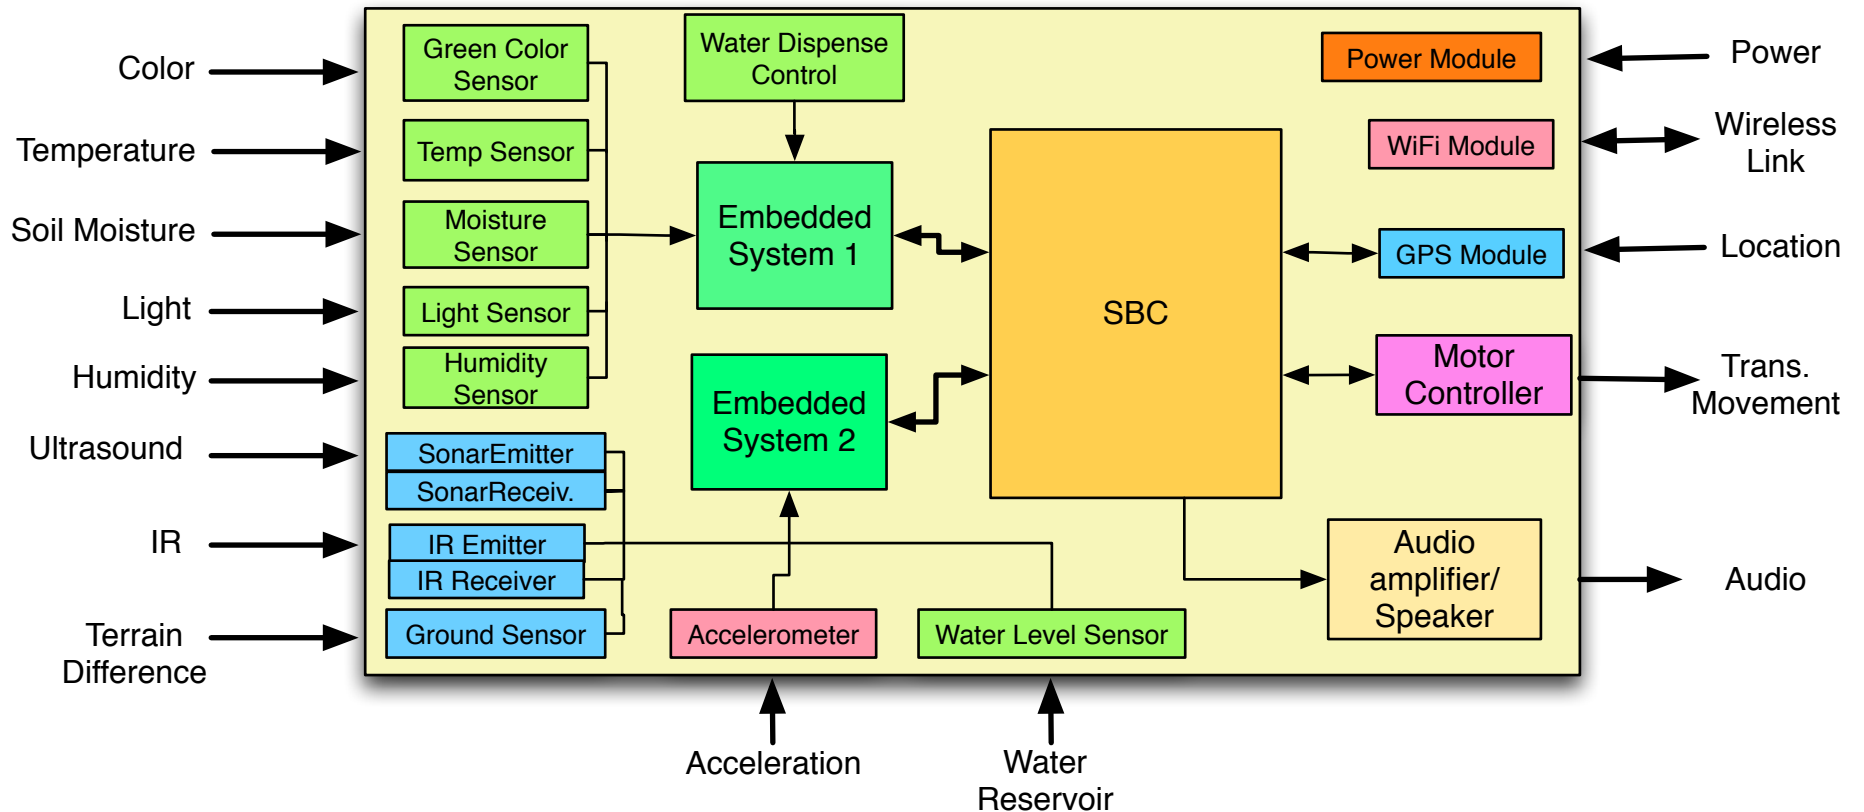 Color
Temperature
Soil Moisture
Light
Humidity
Ultrasound
IR
Terrain
Difference
Green Color
Sensor
Temp Sensor
Moisture
Sensor
Light Sensor
Humidity
Sensor
SonarEmitter
SonarReceiv.
IR Emitter
IR Receiver
Ground Sensor
Water Dispense
Control
Embedded
System 1
Embedded
System 2
Accelerometer
Water Level Sensor
SBC
Power Module
WiFi Module
GPS Module
Motor
Controller
Audio
amplifier/
Speaker
Power
Wireless
Link
Location
Trans.
Movement
Audio
Acceleration
Water
Reservoir